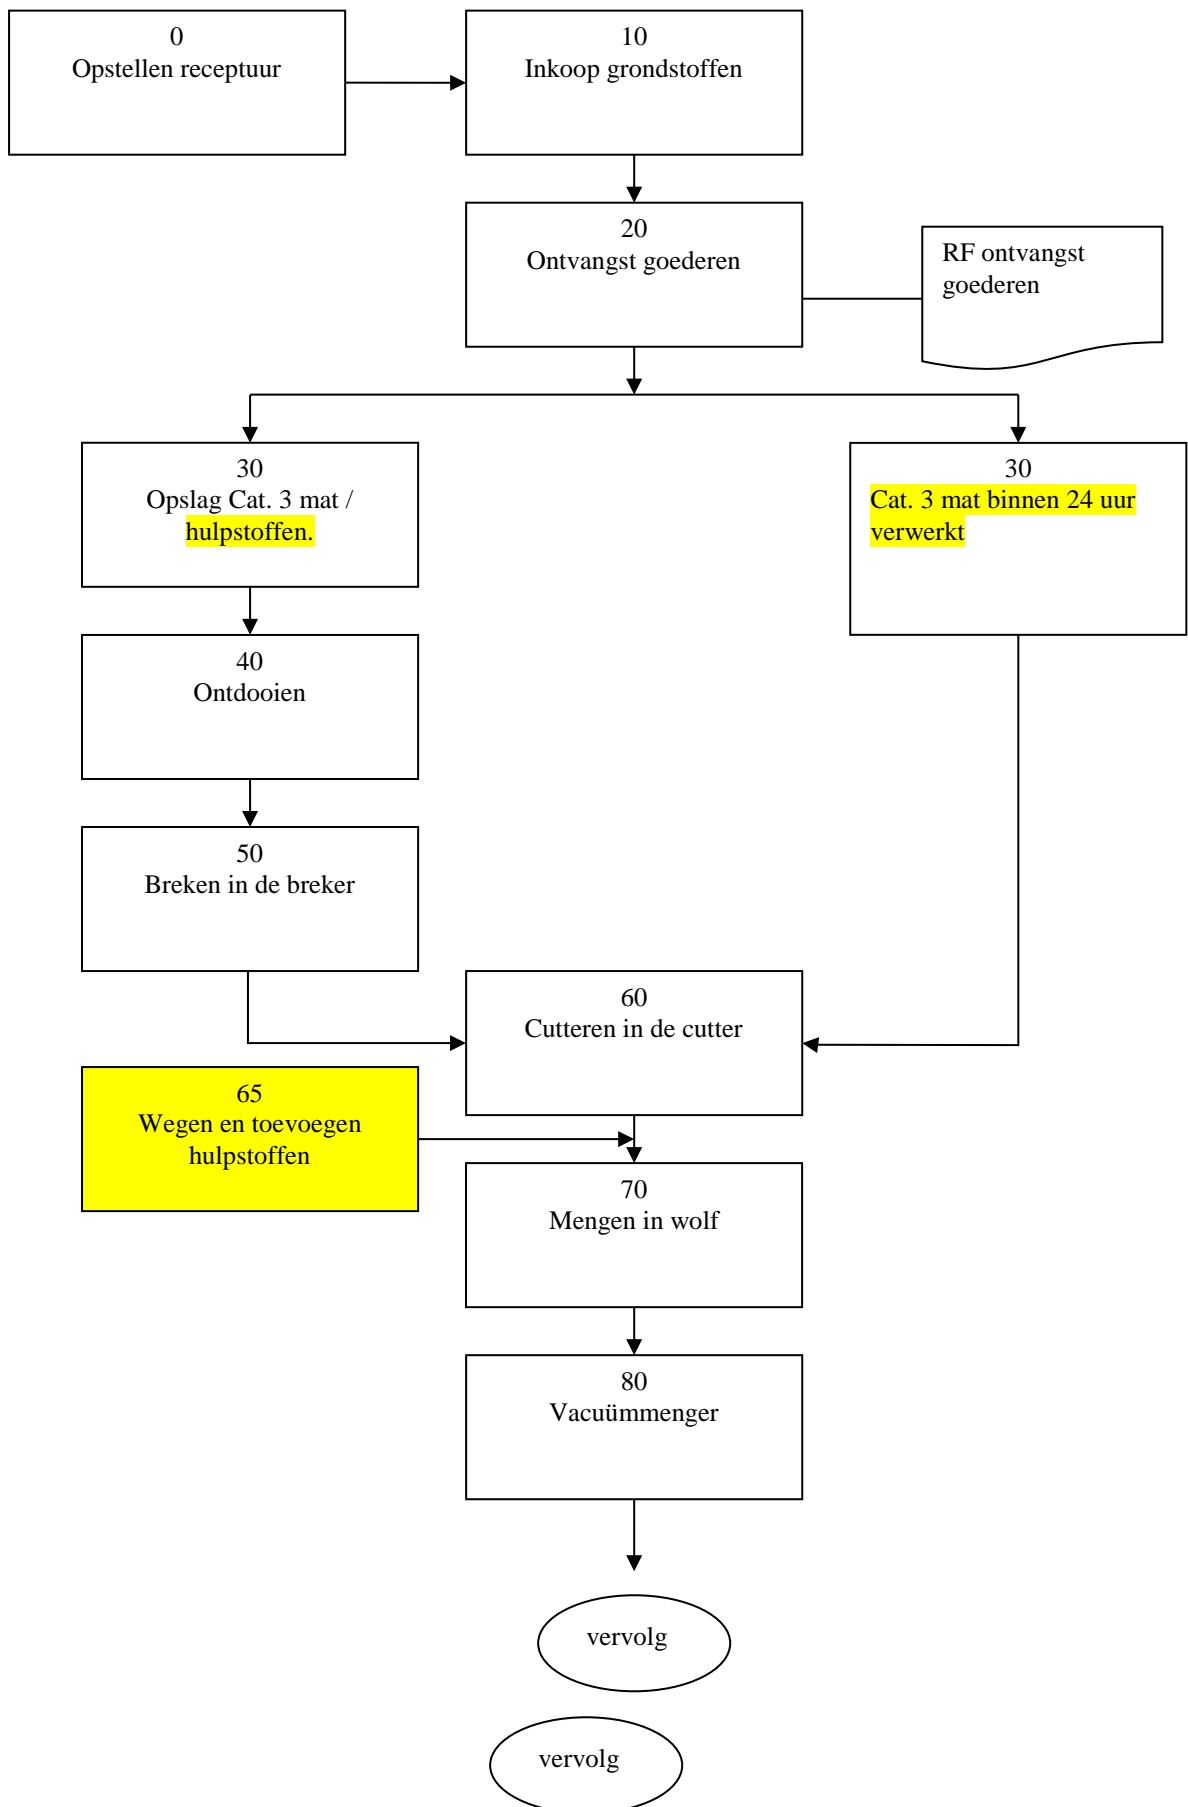 0
Opstellen receptuur
10
Inkoop grondstoffen
20
Ontvangst goederen
RF ontvangst
goederen
30
Opslag Cat. 3 mat /
hulpstoffen.
30
Cat. 3 mat binnen 24 uur
verwerkt
40
Ontdooien
50
Breken in de breker
60
Cutteren in de cutter
65
Wegen en toevoegen
hulpstoffen
70
Mengen in wolf
80
Vacuümmenger
vervolg
vervolg